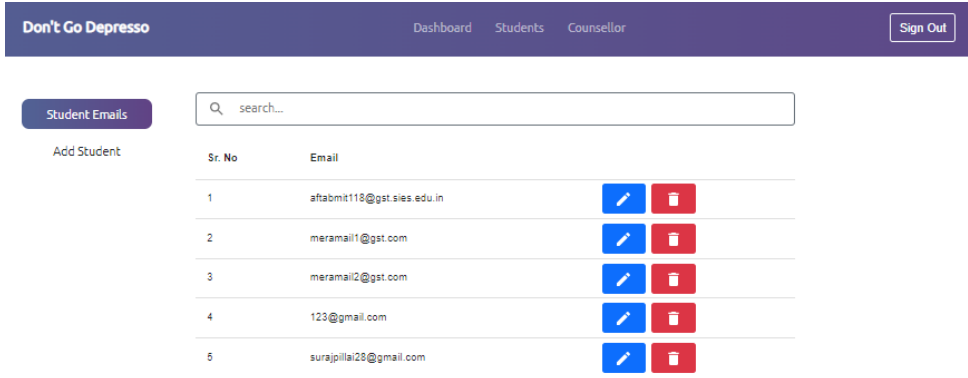 Don't Go Depresso Dashboard Students Counsellor Sign Out
Student Emails
Add Student
search...
Sr. No Email
1 aftabmit118@gst.sies.edu.in
2 meramail1@gst.com
3 meramail2@gst.com
4 123@gmail.com
5 surajpillai28@gmail.com